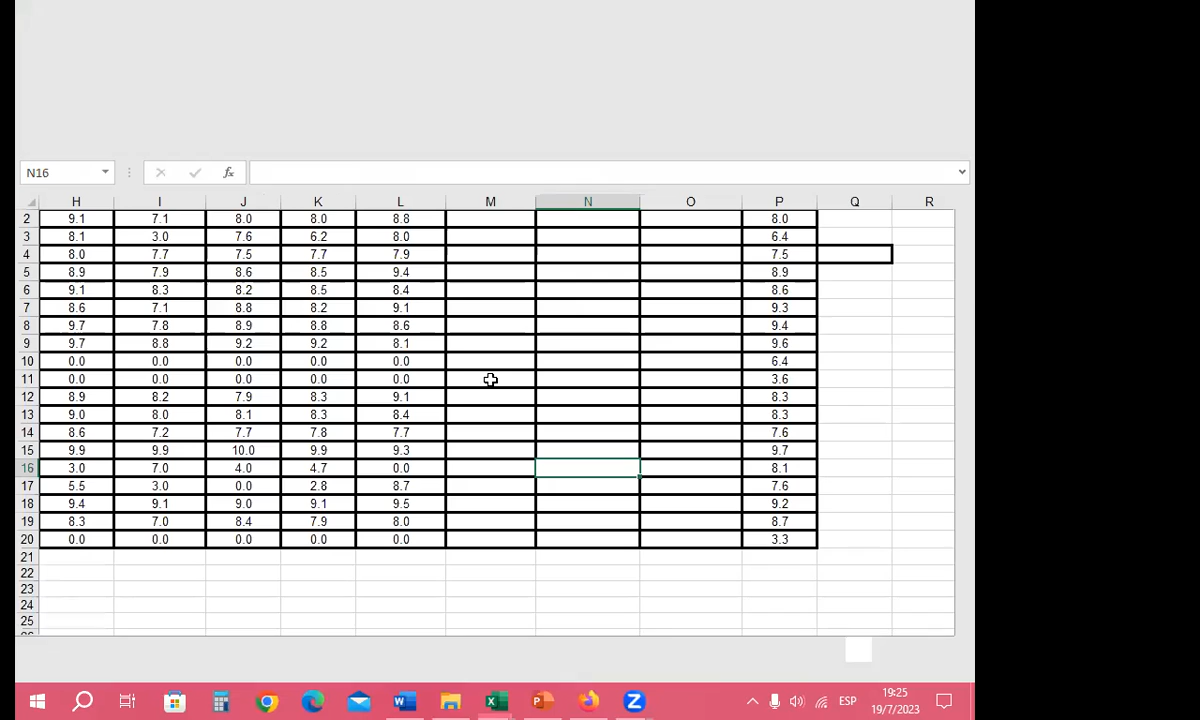 N16 fx
H I J K L M N O P Q R
2 9.1 7.1 8.0 8.0 8.8 8.0
3 8.1 3.0 7.6 6.2 8.0 6.4
4 8.0 7.7 7.5 7.7 7.9 7.5
5 8.9 7.9 8.6 8.5 9.4 8.9
6 9.1 8.3 8.2 8.5 8.4 8.6
7 8.6 7.1 8.8 8.2 9.1 9.3
8 9.7 7.8 8.9 8.8 8.6 9.4
9 9.7 8.8 9.2 9.2 8.1 9.6
10 0.0 0.0 0.0 0.0 0.0 6.4
11 0.0 0.0 0.0 0.0 0.0 3.6
12 8.9 8.2 7.9 8.3 9.1 8.3
13 9.0 8.0 8.1 8.3 8.4 8.3
14 8.6 7.2 7.7 7.8 7.7 7.6
15 9.9 9.9 10.0 9.9 9.3 9.7
16 3.0 7.0 4.0 4.7 0.0 8.1
17 5.5 3.0 0.0 2.8 8.7 7.6
18 9.4 9.1 9.0 9.1 9.5 9.2
19 8.3 7.0 8.4 7.9 8.0 8.7
20 0.0 0.0 0.0 0.0 0.0 3.3
21
22
23
24
25
ESP 19:25
19/7/2023